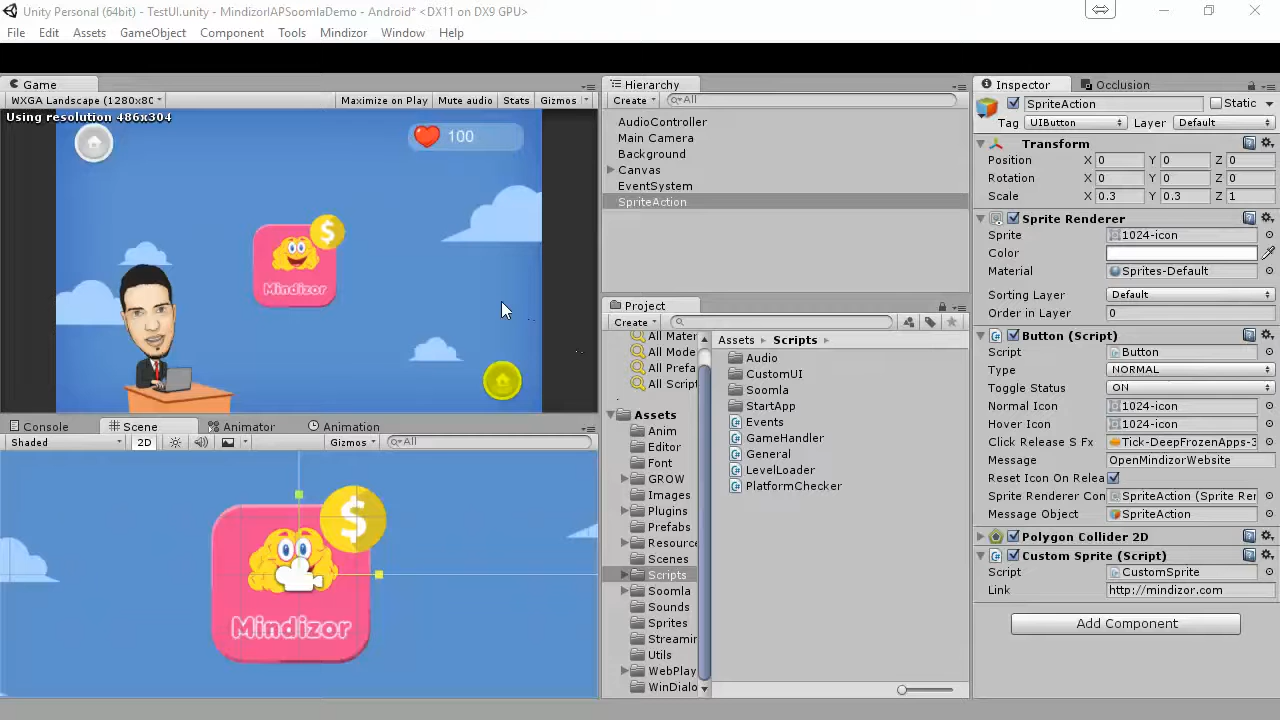 Unity Personal (64bit) - TestUI.unity - MindizorIAPSoomlaDemo - Android* <DX11 on DX9 GPU>
File Edit Assets GameObject Component Tools Mindizor Window Help
Game
WXGA Landscape (1280x80
Maximize on Play Mute audio Stats Gizmos
Using resolution 486x304
100
$
Mindizor
Console Scene Animator Animation
Shaded 2D Gizmos All
$
Mindizor
Hierarchy
Create All
AudioController
Main Camera
Background
Canvas
EventSystem
SpriteAction
Project
Create
All Mater
All Mode
All Prefa
All Script
Assets
Anim
Editor
Font
GROW
Images
Plugins
Prefabs
Resource
Scenes
Scripts
Soomla
Sounds
Sprites
Streamin
Utils
WebPlay
WinDialo
Assets Scripts
Audio
CustomUI
Soomla
StartApp
Events
GameHandler
General
LevelLoader
PlatformChecker
Inspector Occlusion
SpriteAction Static
Tag UIButton Layer Default
Transform
Position X 0 Y 0 Z 0
Rotation X 0 Y 0 Z 0
Scale X 0.3 Y 0.3 Z 1
Sprite Renderer
Sprite 1024-icon
Color
Material Sprites-Default
Sorting Layer Default
Order in Layer 0
Button (Script)
Script Button
Type NORMAL
Toggle Status ON
Normal Icon 1024-icon
Hover Icon 1024-icon
Click Release S Fx Tick-DeepFrozenApps-3
Message OpenMindizorWebsite
Reset Icon On Relea
Sprite Renderer Con SpriteAction (Sprite Rer
Message Object SpriteAction
Polygon Collider 2D
Custom Sprite (Script)
Script CustomSprite
Link http://mindizor.com
Add Component